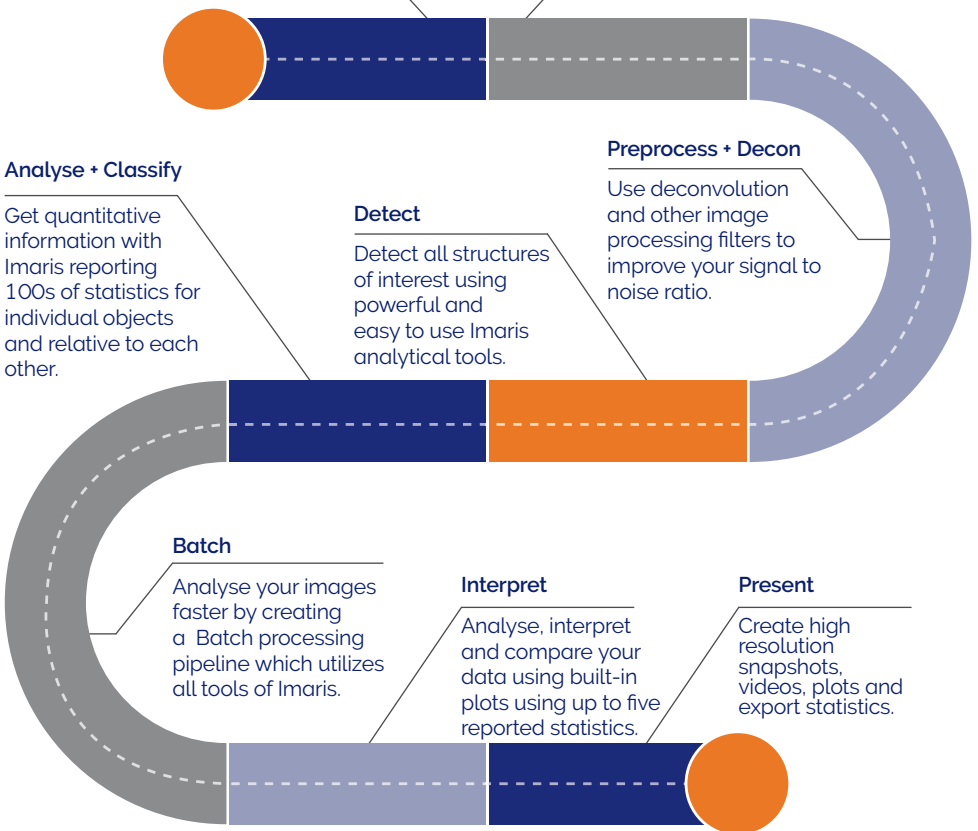 Preprocess + Decon
Use deconvolution
and other image
processing filters to
improve your signal to
noise ratio.
Detect
Detect all structures
of interest using
powerful and
easy to use Imaris
analytical tools.
Analyse + Classify
Get quantitative
information with
Imaris reporting
100s of statistics for
individual objects
and relative to each
other.
Batch
Analyse your images
faster by creating
a Batch processing
pipeline which utilizes
all tools of Imaris.
Interpret
Analyse, interpret
and compare your
data using built-in
plots using up to five
reported statistics.
Present
Create high
resolution
snapshots,
videos, plots and
export statistics.